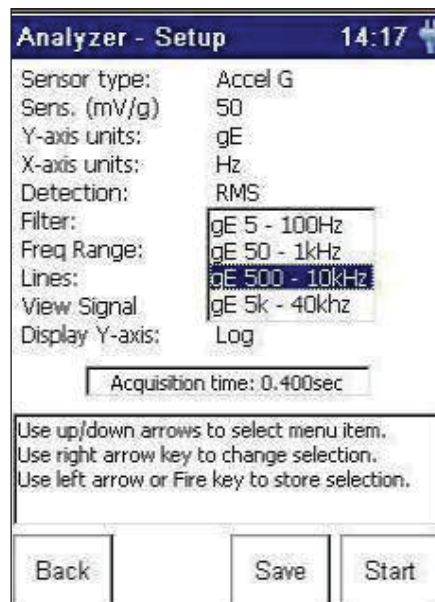 Analyzer - Setup 14:17
Sensor type: Accel G
Sens. (mV/g) 50
Y-axis units: gE
X-axis units: Hz
Detection: RMS
Filter: gE 5 - 100Hz
Freq Range: gE 50 - 1kHz
Lines: gE 500 - 10kHz
View Signal gE 5k - 40khz
Display Y-axis: Log
Acquisition time: 0.400sec
Use up/down arrows to select menu item.
Use right arrow key to change selection.
Use left arrow or Fire key to store selection.
Back Save Start